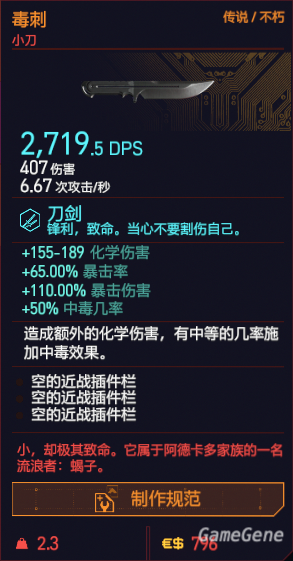 毒刺
传说 / 不朽
小刀
2,719.5 DPS
407 伤害
6.67 次攻击/秒
刀剑
锋利，致命。当心不要割伤自己。
+155-189 化学伤害
+65.00% 暴击率
+110.00% 暴击伤害
+50% 中毒几率
造成额外的化学伤害，有中等的几率施
加中毒效果。
空的近战插件栏
空的近战插件栏
空的近战插件栏
小，却极其致命。它属于阿德卡多家族的一名
流浪者：蝎子。
制作规范
2.3
€$ 796
GameGene